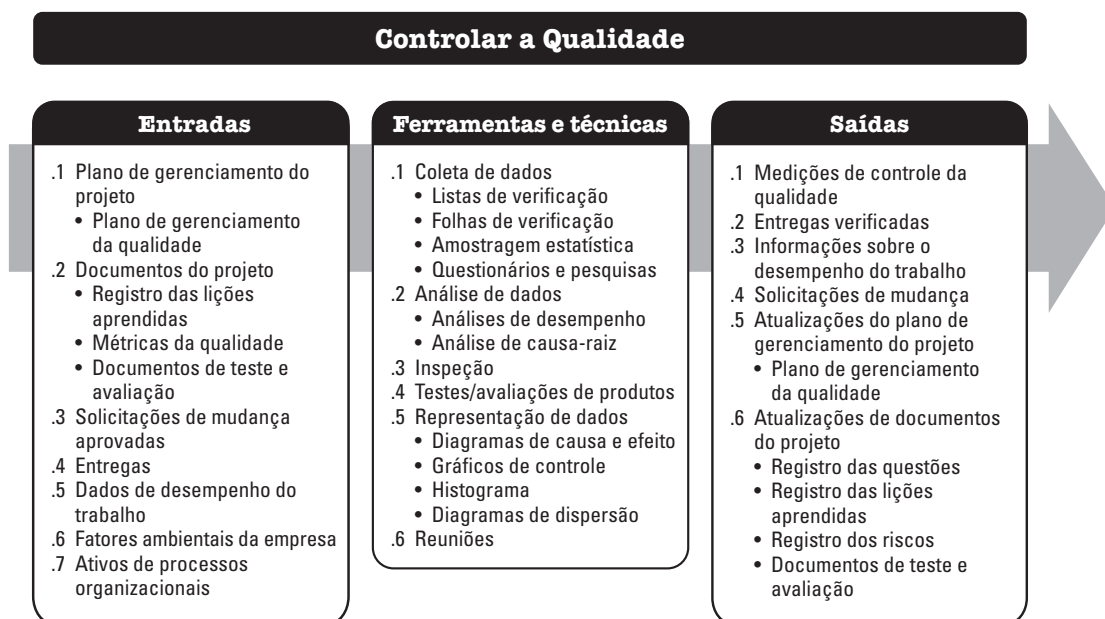 Controlar a Qualidade
Entradas
.1 Plano de gerenciamento do
projeto
• Plano de gerenciamento
da qualidade
.2 Documentos do projeto
• Registro das lições
aprendidas
• Métricas da qualidade
• Documentos de teste e
avaliação
.3 Solicitações de mudança
aprovadas
.4 Entregas
.5 Dados de desempenho do
trabalho
.6 Fatores ambientais da empresa
.7 Ativos de processos
organizacionais
Ferramentas e técnicas
.1 Coleta de dados
• Listas de verificação
• Folhas de verificação
• Amostragem estatística
• Questionários e pesquisas
.2 Análise de dados
• Análises de desempenho
• Análise de causa-raiz
.3 Inspeção
.4 Testes/avaliações de produtos
.5 Representação de dados
• Diagramas de causa e efeito
• Gráficos de controle
• Histograma
• Diagramas de dispersão
.6 Reuniões
Saídas
.1 Medições de controle da
qualidade
.2 Entregas verificadas
.3 Informações sobre o
desempenho do trabalho
.4 Solicitações de mudança
.5 Atualizações do plano de
gerenciamento do projeto
• Plano de gerenciamento
da qualidade
.6 Atualizações de documentos
do projeto
• Registro das questões
• Registro das lições
aprendidas
• Registro dos riscos
• Documentos de teste e
avaliação